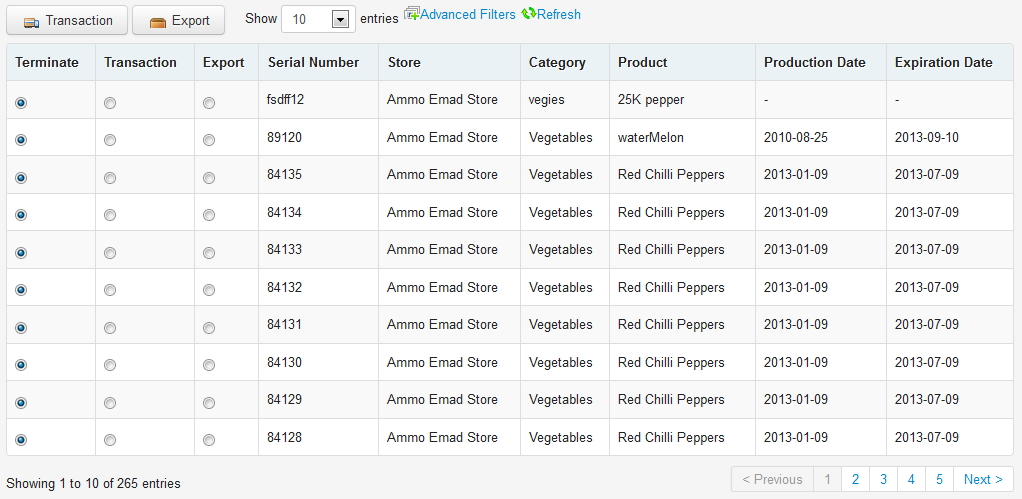 Transaction Export Show 10 entries Advanced Filters Refresh
Terminate Transaction Export Serial Number Store Category Product Production Date Expiration Date
fsdff12 Ammo Emad Store vegies 25K pepper - -
89120 Ammo Emad Store Vegetables waterMelon 2010-08-25 2013-09-10
84135 Ammo Emad Store Vegetables Red Chilli Peppers 2013-01-09 2013-07-09
84134 Ammo Emad Store Vegetables Red Chilli Peppers 2013-01-09 2013-07-09
84133 Ammo Emad Store Vegetables Red Chilli Peppers 2013-01-09 2013-07-09
84132 Ammo Emad Store Vegetables Red Chilli Peppers 2013-01-09 2013-07-09
84131 Ammo Emad Store Vegetables Red Chilli Peppers 2013-01-09 2013-07-09
84130 Ammo Emad Store Vegetables Red Chilli Peppers 2013-01-09 2013-07-09
84129 Ammo Emad Store Vegetables Red Chilli Peppers 2013-01-09 2013-07-09
84128 Ammo Emad Store Vegetables Red Chilli Peppers 2013-01-09 2013-07-09
Showing 1 to 10 of 265 entries < Previous 1 2 3 4 5 Next >